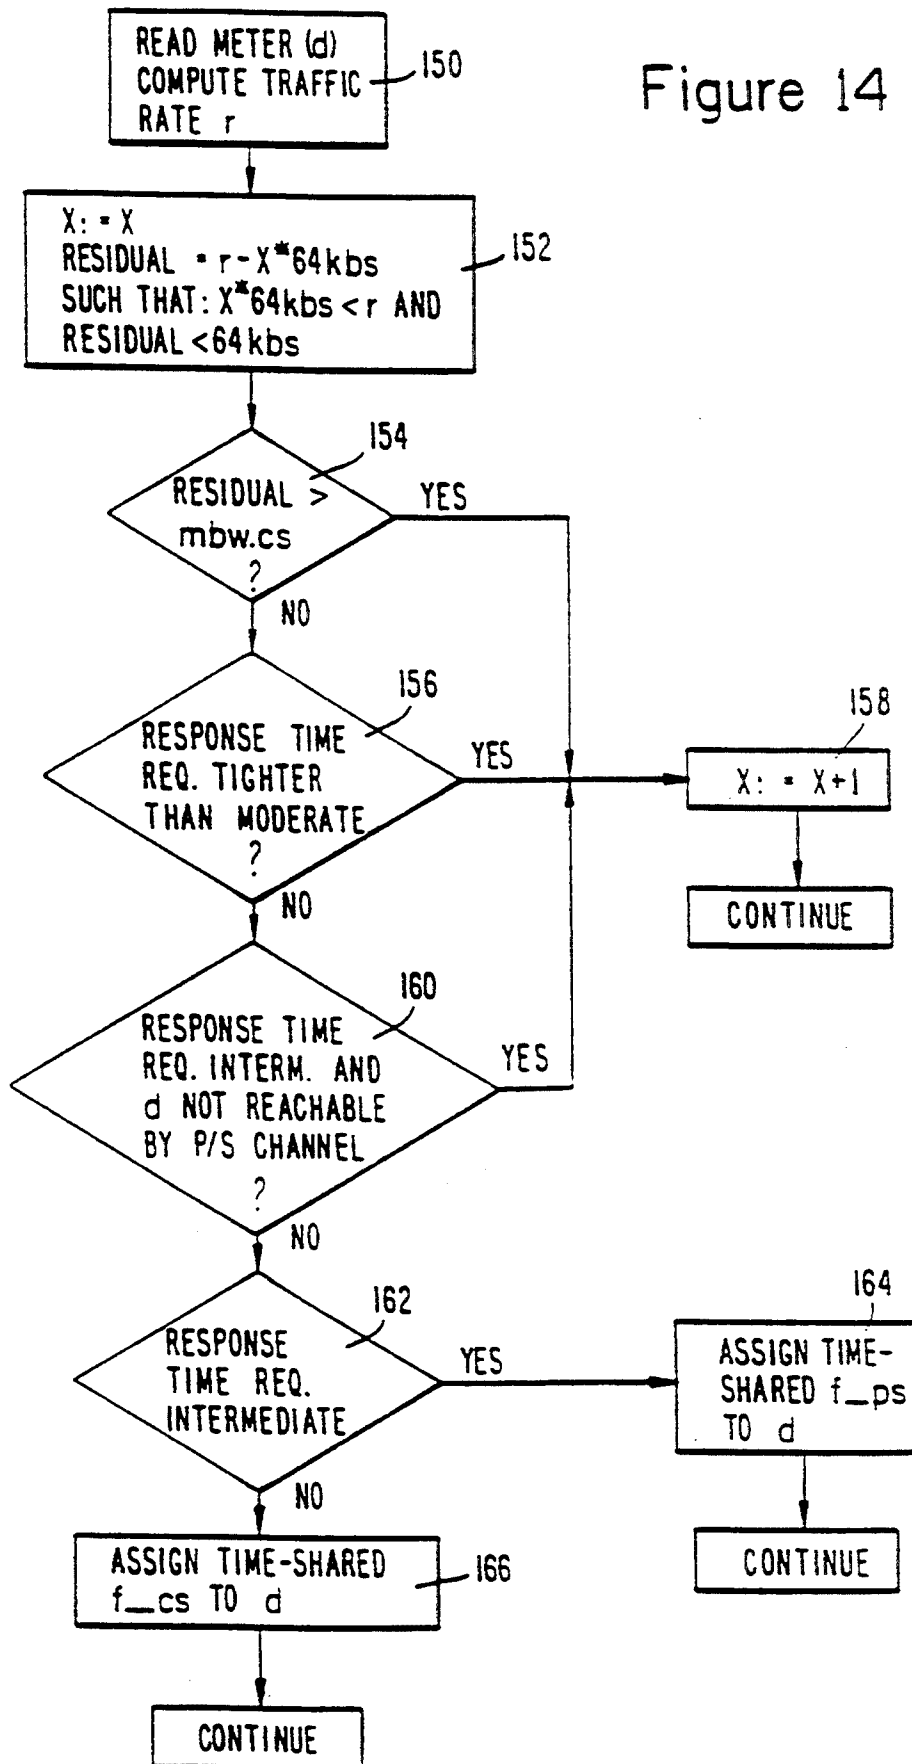 Figure 14
READ METER (d)
COMPUTE TRAFFIC
RATE r
150
X: = X
RESIDUAL = r - X*64kbs
SUCH THAT: X*64kbs < r AND
RESIDUAL < 64kbs
152
154
RESIDUAL >
mbw.cs
?
YES
NO
156
RESPONSE TIME
REQ. TIGHTER
THAN MODERATE
?
YES
NO
158
X: = X+1
CONTINUE
160
RESPONSE TIME
REQ. INTERM. AND
d NOT REACHABLE
BY P/S CHANNEL
?
YES
NO
162
RESPONSE
TIME REQ.
INTERMEDIATE
YES
NO
164
ASSIGN TIME-
SHARED f_ps
TO d
CONTINUE
ASSIGN TIME-SHARED
f_cs TO d
166
CONTINUE